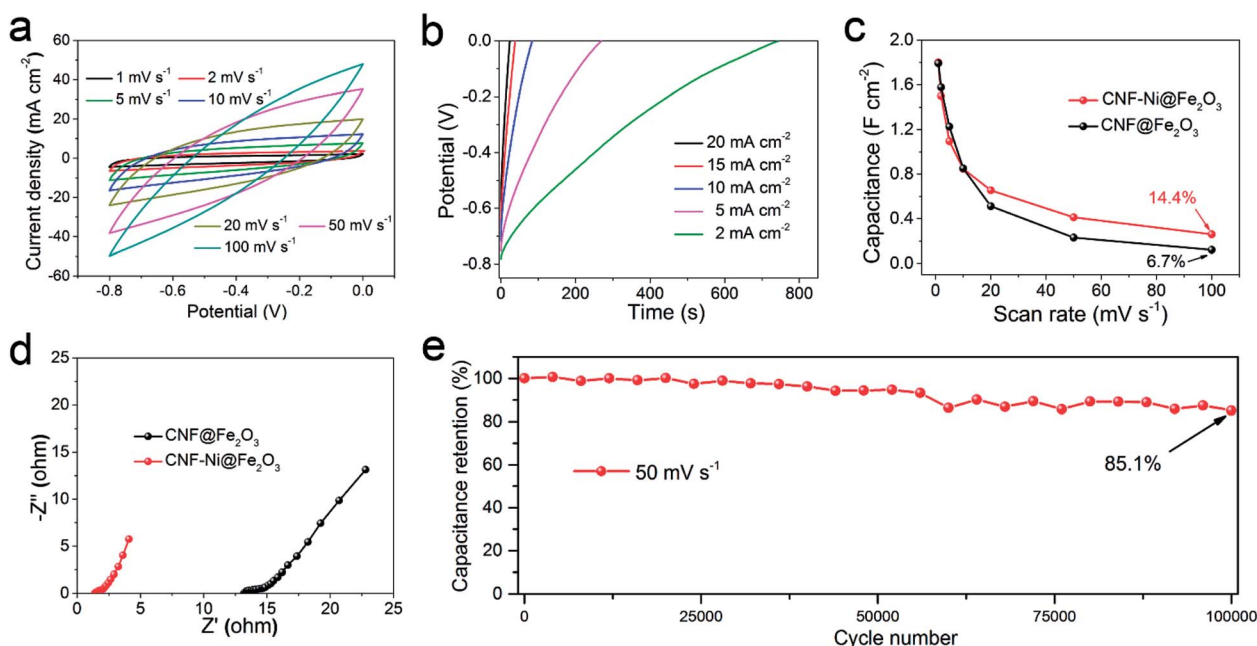 a
60
40
20
0
-20
-40
-60
Current density (mA cm⁻²)
1 mV s⁻¹ 2 mV s⁻¹
5 mV s⁻¹ 10 mV s⁻¹
20 mV s⁻¹ 50 mV s⁻¹
100 mV s⁻¹
-0.8 -0.6 -0.4 -0.2 0.0
Potential (V)
b
0.0
-0.2
-0.4
-0.6
-0.8
Potential (V)
20 mA cm⁻²
15 mA cm⁻²
10 mA cm⁻²
5 mA cm⁻²
2 mA cm⁻²
0 200 400 600 800
Time (s)
c
2.0
1.6
1.2
0.8
0.4
0.0
Capacitance (F cm⁻²)
CNF-Ni@Fe₂O₃
CNF@Fe₂O₃
14.4%
6.7%
0 20 40 60 80 100
Scan rate (mV s⁻¹)
d
25
20
15
10
5
0
-Z'' (ohm)
CNF@Fe₂O₃
CNF-Ni@Fe₂O₃
0 5 10 15 20 25
Z' (ohm)
e
100
80
60
40
20
0
Capacitance retention (%)
50 mV s⁻¹
85.1%
0 25000 50000 75000 100000
Cycle number